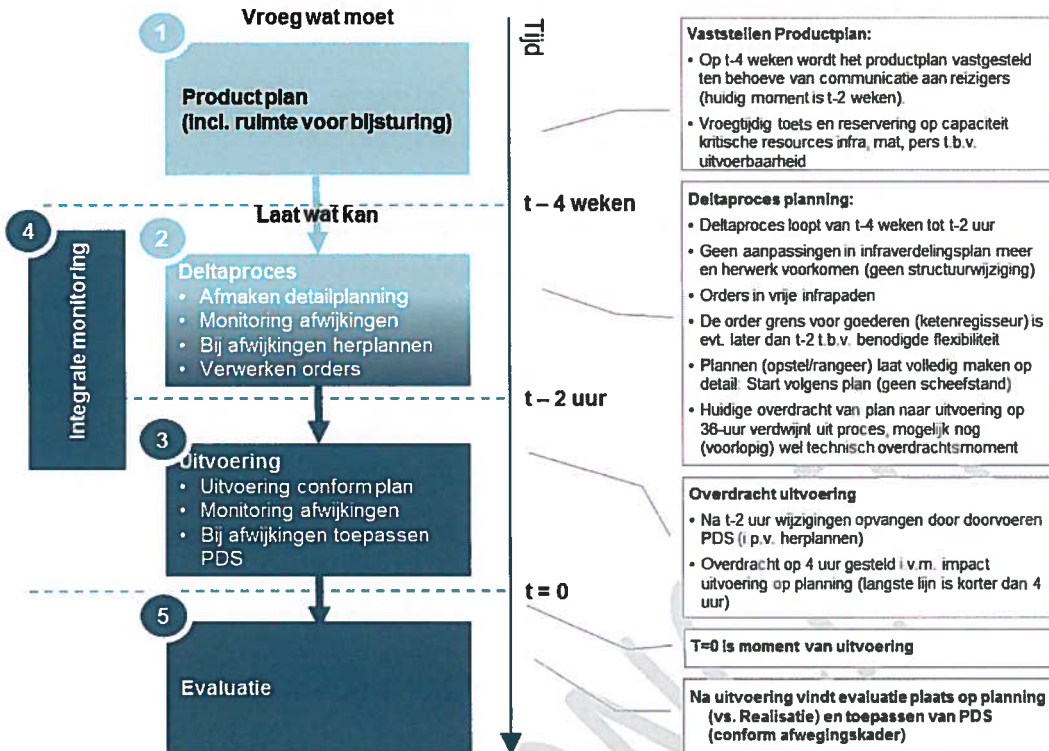 Vroeg wat moet
1
Product plan
(incl. ruimte voor bijsturing)
Laat wat kan
2
Deltaproces
• Afmaken detailplanning
• Monitoring afwijkingen
• Bij afwijkingen herplannen
• Verwerken orders
4
Integrale monitoring
3
Uitvoering
• Uitvoering conform plan
• Monitoring afwijkingen
• Bij afwijkingen toepassen
PDS
5
Evaluatie
Tijd
t – 4 weken
t – 2 uur
t = 0
Vaststellen Productplan:
• Op t-4 weken wordt het productplan vastgesteld
ten behoeve van communicatie aan reizigers
(huidig moment is t-2 weken).
• Vroegtijdig toets en reservering op capaciteit
kritische resources infra, mat, pers t.b.v.
uitvoerbaarheid
Deltaproces planning:
• Deltaproces loopt van t-4 weken tot t-2 uur
• Geen aanpassingen in infraverdelingsplan meer
en herwerk voorkomen (geen structuurwijziging)
• Orders in vrije infrapaden
• De order grens voor goederen (ketenregisseur) is
evt. later dan t-2 t.b.v. benodigde flexibiliteit
• Plannen (opstel/rangeer) laat volledig maken op
detail: Start volgens plan (geen scheefstand)
• Huidige overdracht van plan naar uitvoering op
36-uur verdwijnt uit proces, mogelijk nog
(voorlopig) wel technisch overdrachtsmoment
Overdracht uitvoering
• Na t-2 uur wijzigingen opvangen door doorvoeren
PDS (i.p.v. herplannen)
• Overdracht op 4 uur gesteld i.v.m. impact
uitvoering op planning (langste lijn is korter dan 4
uur)
T=0 is moment van uitvoering
Na uitvoering vindt evaluatie plaats op planning
(vs. Realisatie) en toepassen van PDS
(conform afwegingskader)